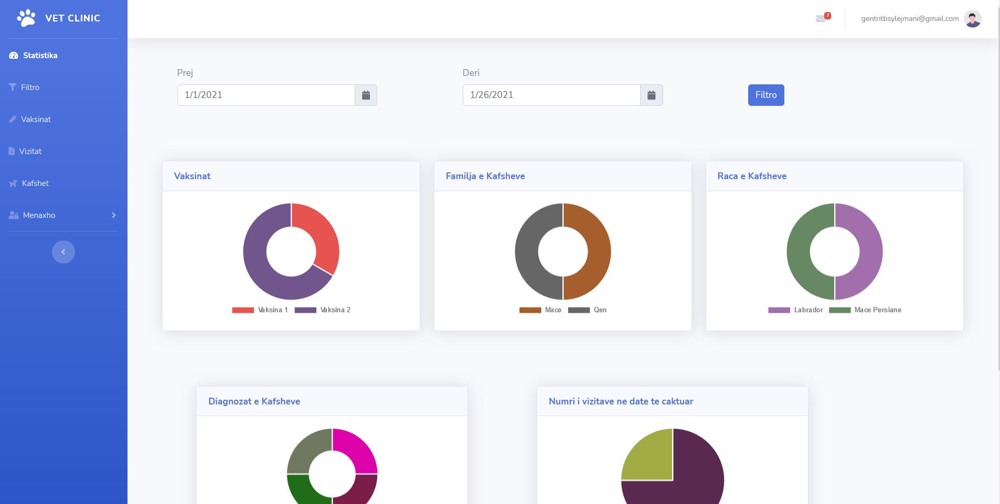 VET CLINIC
7
gentritbsylejmani@gmail.com
Statistika
Filtro
Vaksinat
Vizitat
Kafshet
Menaxho
Prej
Deri
1/1/2021
1/26/2021
Filtro
Vaksinat
Vaksina 1
Vaksina 2
Familja e Kafsheve
Mace
Qen
Raca e Kafsheve
Labrador
Mace Persiane
Diagnozat e Kafsheve
Numri i vizitave ne date te caktuar